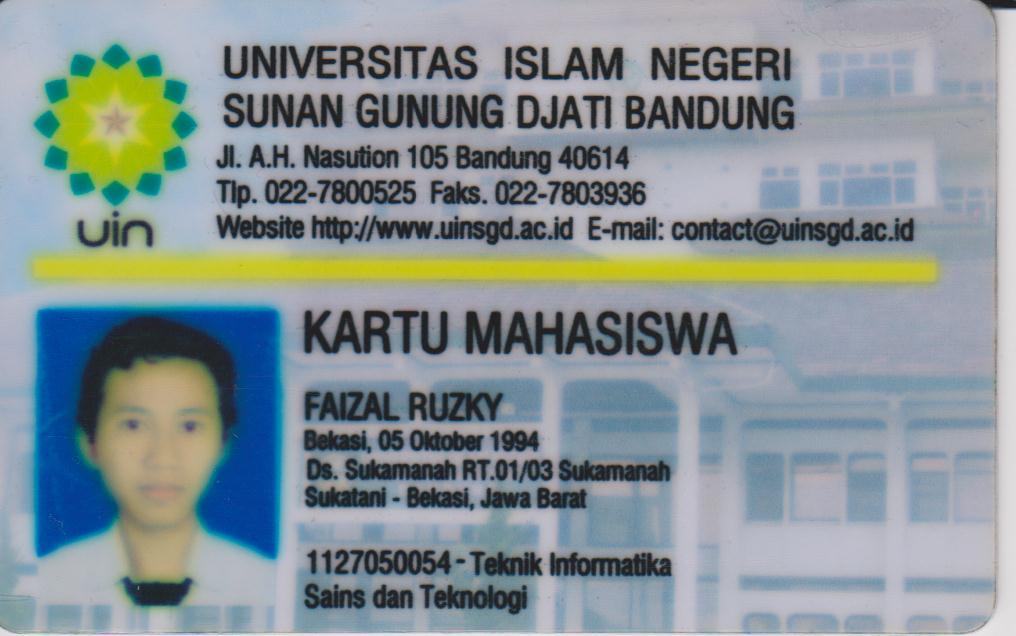 UNIVERSITAS ISLAM NEGERI
SUNAN GUNUNG DJATI BANDUNG
Jl. A.H. Nasution 105 Bandung 40614
Tlp. 022-7800525 Faks. 022-7803936
Website http://www.uinsgd.ac.id E-mail: contact@uinsgd.ac.id
uin
KARTU MAHASISWA
FAIZAL RUZKY
Bekasi, 05 Oktober 1994
Ds. Sukamanah RT.01/03 Sukamanah
Sukatani - Bekasi, Jawa Barat
1127050054 - Teknik Informatika
Sains dan Teknologi